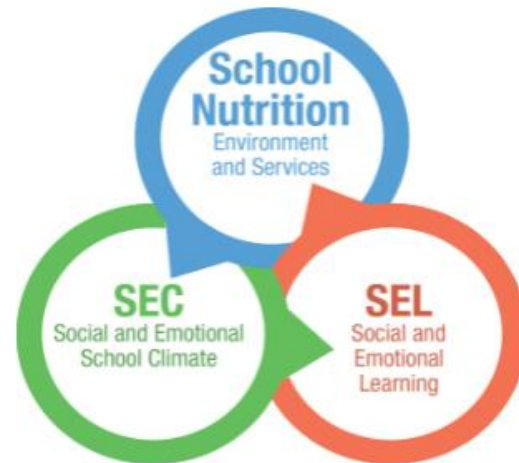 School
Nutrition
Environment
and Services
SEC
Social and Emotional
School Climate
SEL
Social and
Emotional
Learning